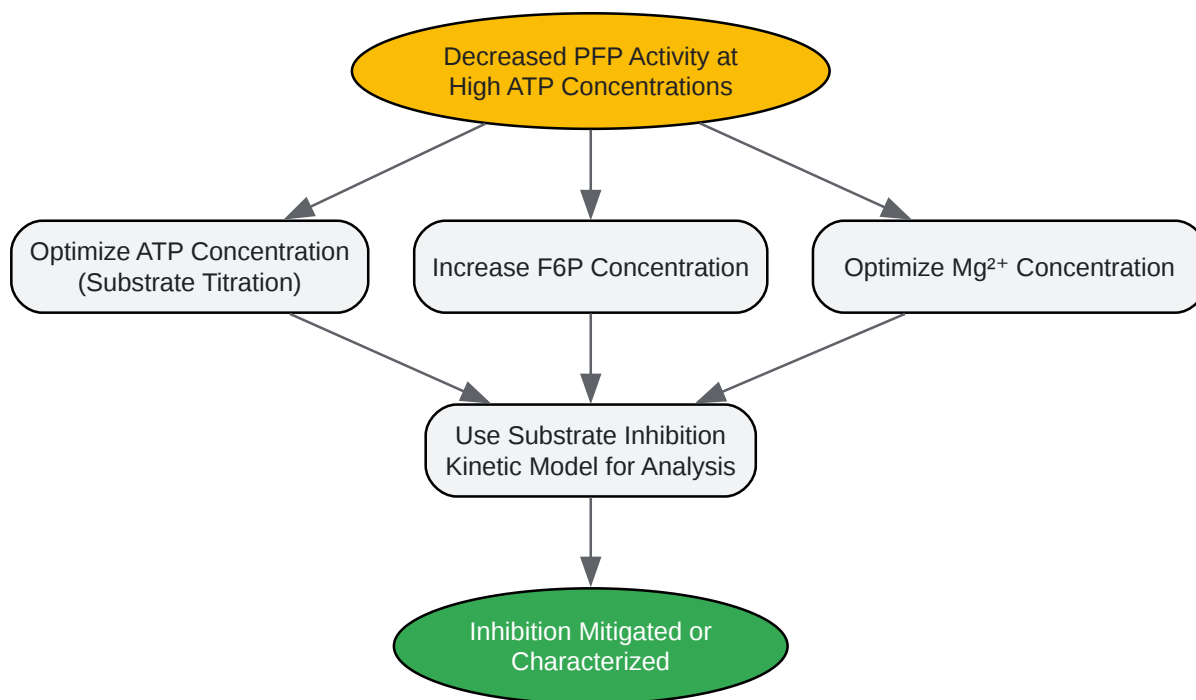 Decreased PFP Activity at
High ATP Concentrations
Optimize ATP Concentration
(Substrate Titration)
Increase F6P Concentration
Optimize Mg²⁺ Concentration
Use Substrate Inhibition
Kinetic Model for Analysis
Inhibition Mitigated or
Characterized